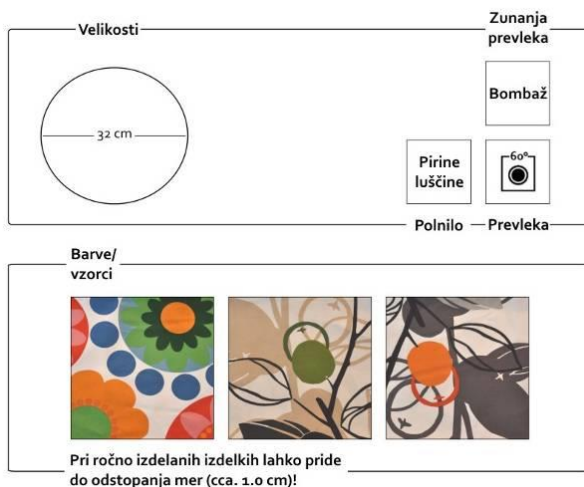 Velikosti
Zunanja
prevleka
32 cm
Bombaž
Pirine
luščine
60°
Polnilo
Prevleka
Barve/
vzorci
Pri ročno izdelanih izdelkih lahko pride
do odstopanja mer (cca. 1.0 cm)!